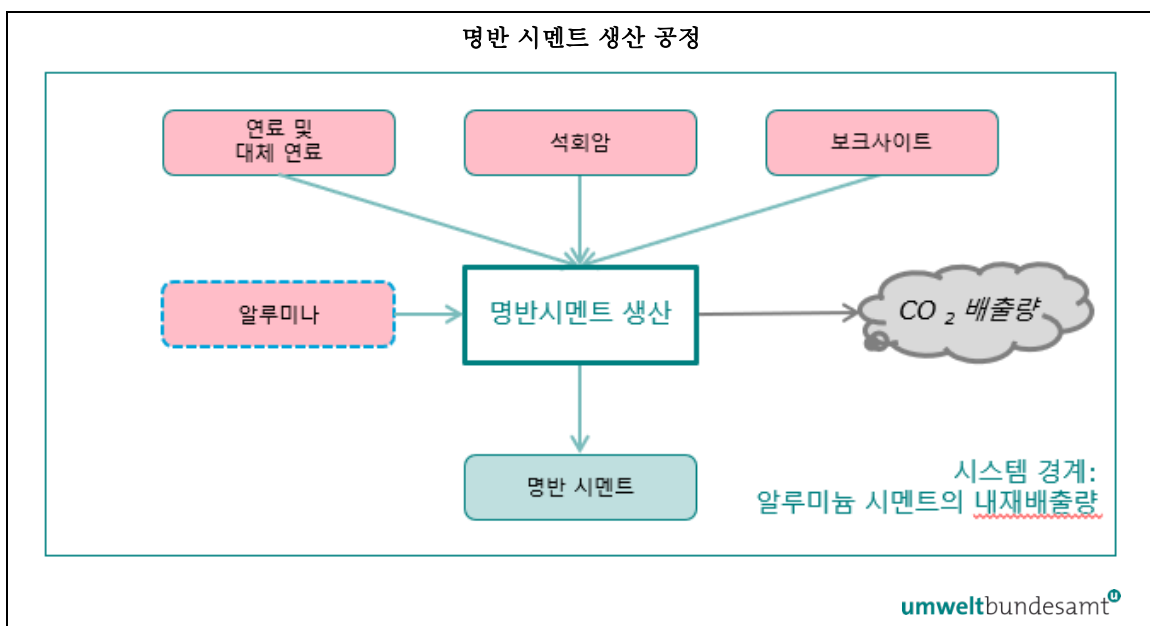 명반 시멘트 생산 공정
연료 및
대체 연료
석회암
보크사이트
알루미나
명반시멘트 생산
CO 2 배출량
명반 시멘트
시스템 경계:
알루미늄 시멘트의 내재배출량
umweltbundesamt u